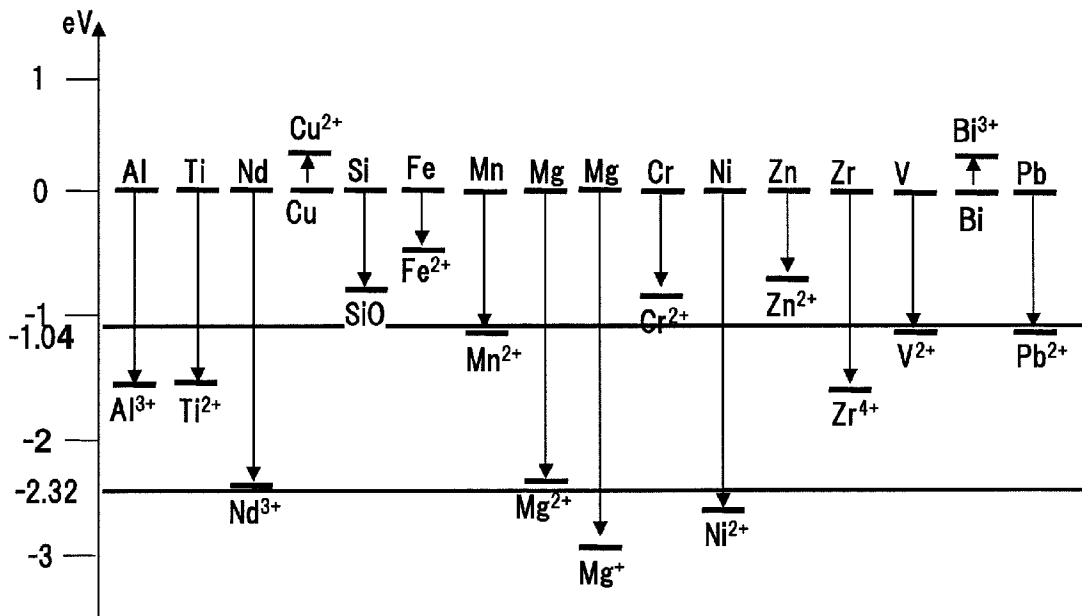 eV
1
Cu²⁺
Bi³⁺
Al Ti Nd Si Fe Mn Mg Mg Cr Ni Zn Zr V Pb
0
Cu
Bi
Fe²⁺
SiO
Zn²⁺
-1
Cr²⁺
-1.04
Mn²⁺
V²⁺
Pb²⁺
Al³⁺
Ti²⁺
Zr⁴⁺
-2
-2.32
Nd³⁺
Mg²⁺
Ni²⁺
-3
Mg⁺